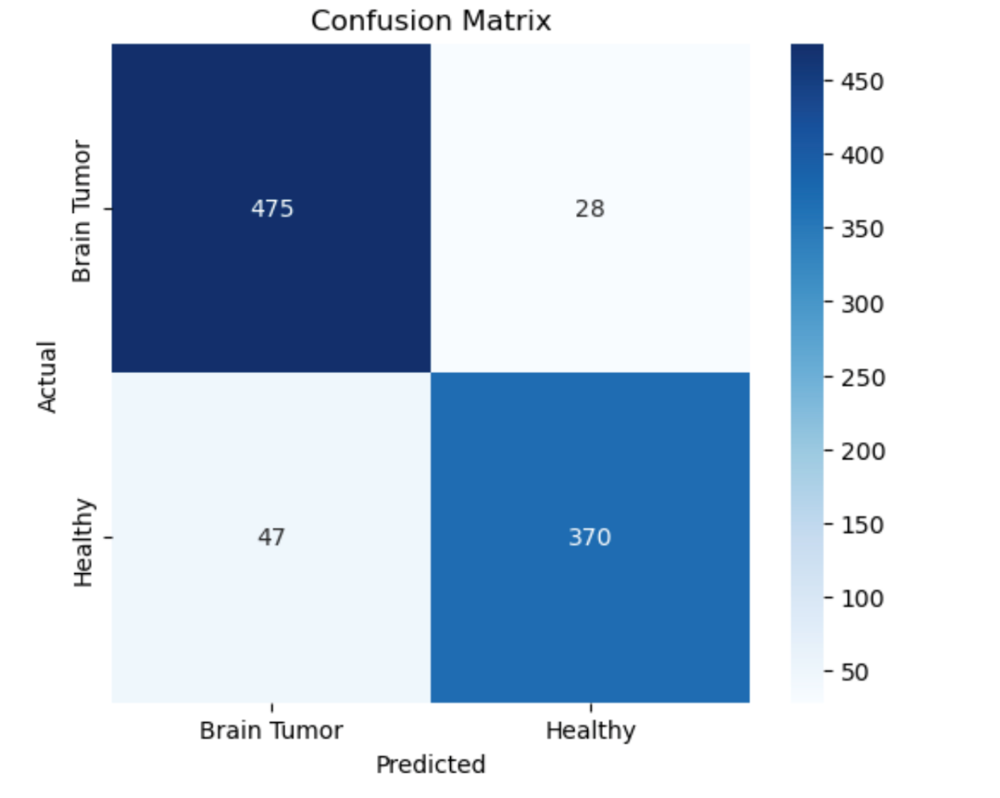 Confusion Matrix
Actual
Brain Tumor
Healthy
475
28
47
370
Brain Tumor
Healthy
Predicted
450
400
350
300
250
200
150
100
50